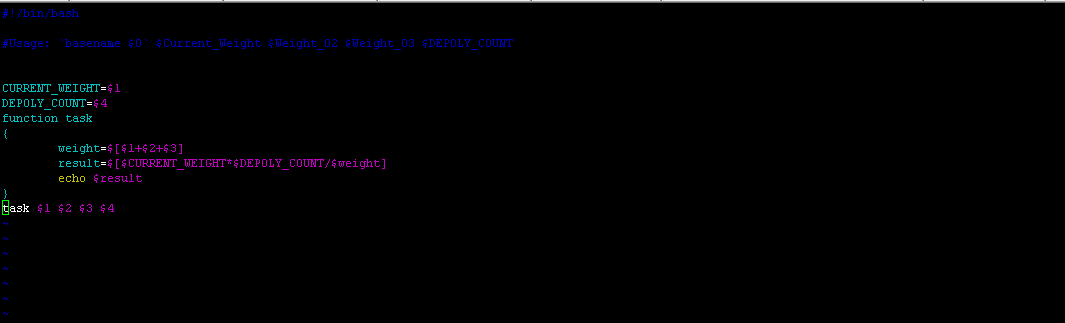 #!/bin/bash
#Usage: `basename $0` $Current_Weight $Weight_02 $Weight_03 $DEPOLY_COUNT
CURRENT_WEIGHT=$1
DEPOLY_COUNT=$4
function task
{
weight=$[$1+$2+$3]
result=$[$CURRENT_WEIGHT*$DEPOLY_COUNT/$weight]
echo $result
}
task $1 $2 $3 $4
~
~
~
~
~
~
~